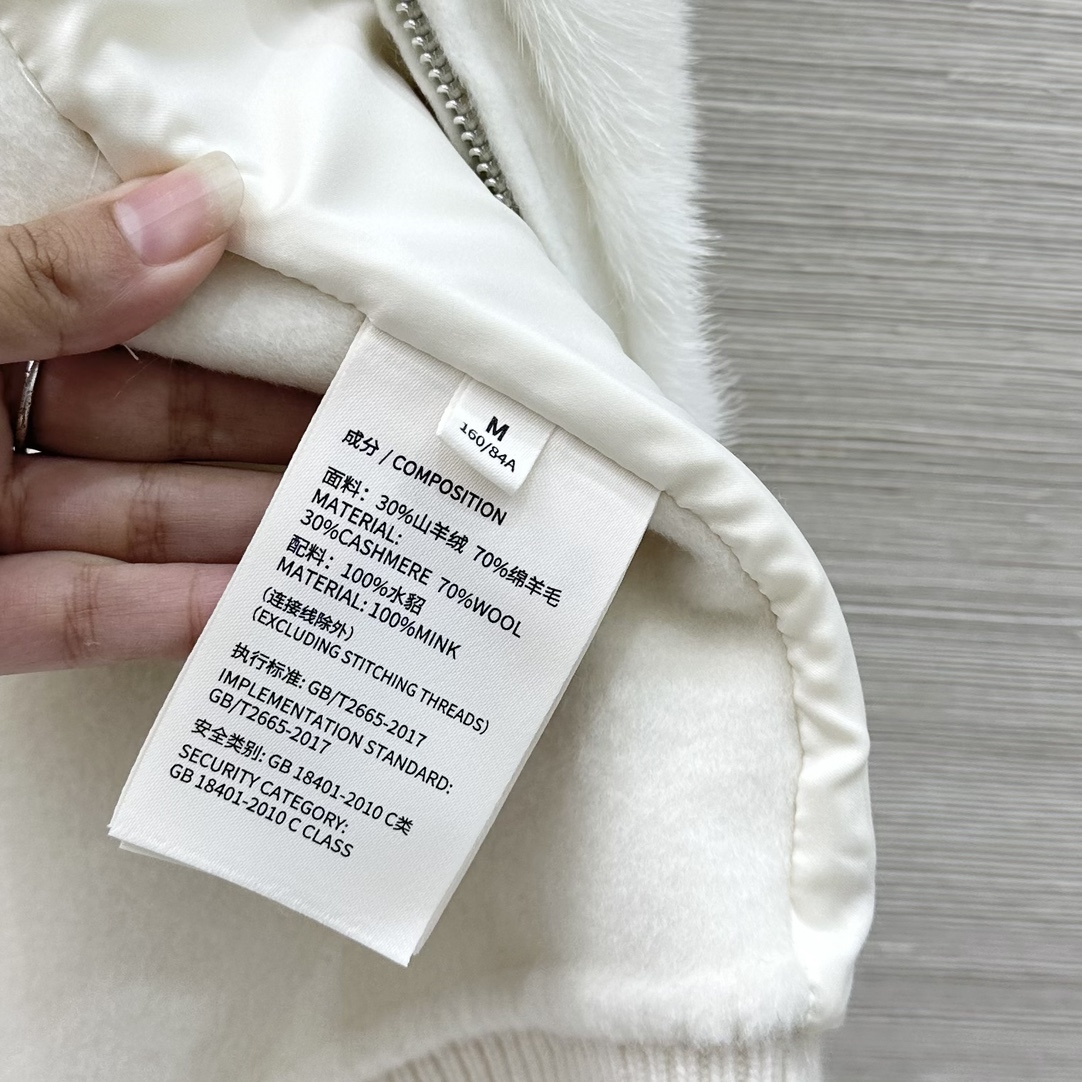 M
160/84A
成分 / COMPOSITION
面料：30%山羊绒 70%绵羊毛
MATERIAL:
30%CASHMERE 70%WOOL
配料：100%水貂
MATERIAL: 100%MINK
（连接线除外）
(EXCLUDING STITCHING THREADS)
执行标准: GB/T2665-2017
IMPLEMENTATION STANDARD:
GB/T2665-2017
安全类别: GB 18401-2010 C类
SECURITY CATEGORY:
GB 18401-2010 C CLASS